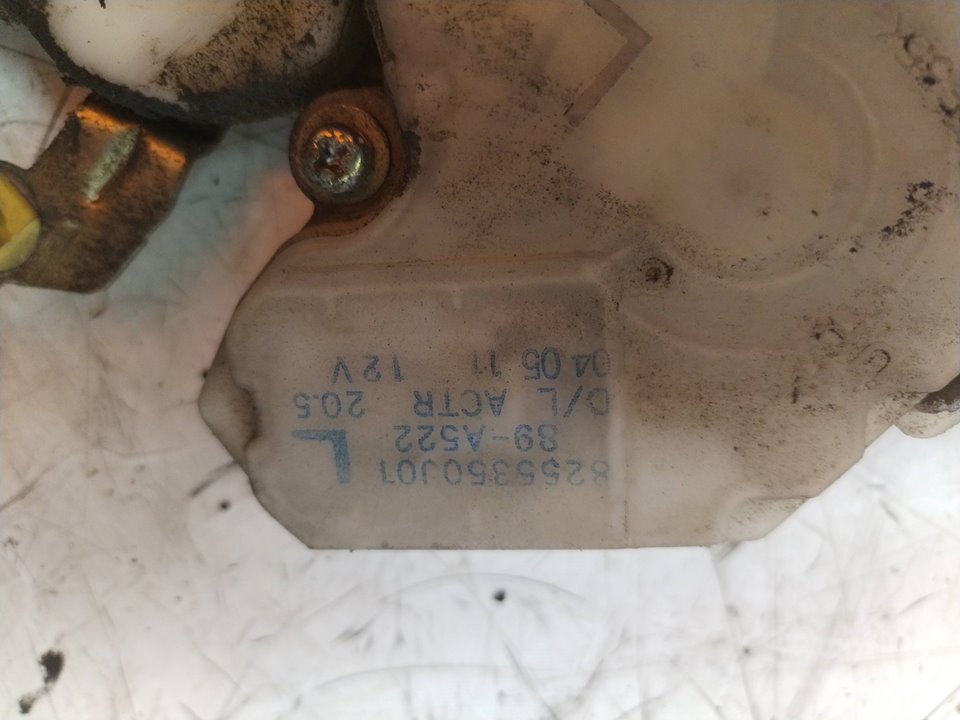 8255350J01
89-A522
L
C/L ACTR 20.5
04 05 11 12V